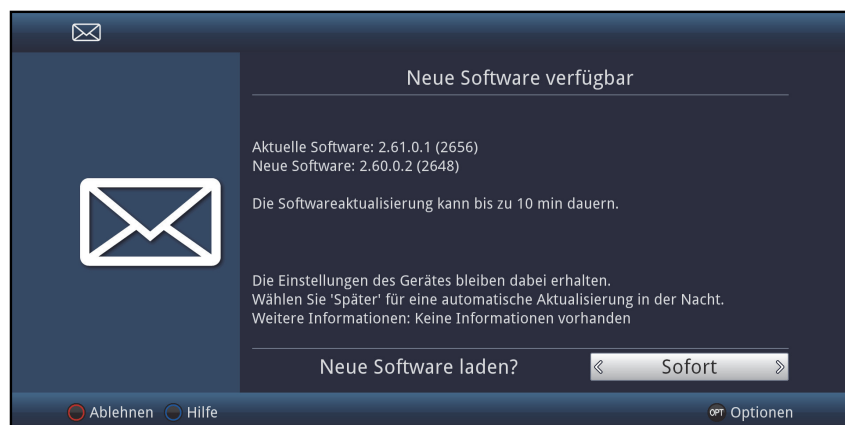 Neue Software verfügbar
Aktuelle Software: 2.61.0.1 (2656)
Neue Software: 2.60.0.2 (2648)
Die Softwareaktualisierung kann bis zu 10 min dauern.
Die Einstellungen des Gerätes bleiben dabei erhalten.
Wählen Sie 'Später' für eine automatische Aktualisierung in der Nacht.
Weitere Informationen: Keine Informationen vorhanden
Neue Software laden? « Sofort »
Ablehnen Hilfe OPT Optionen